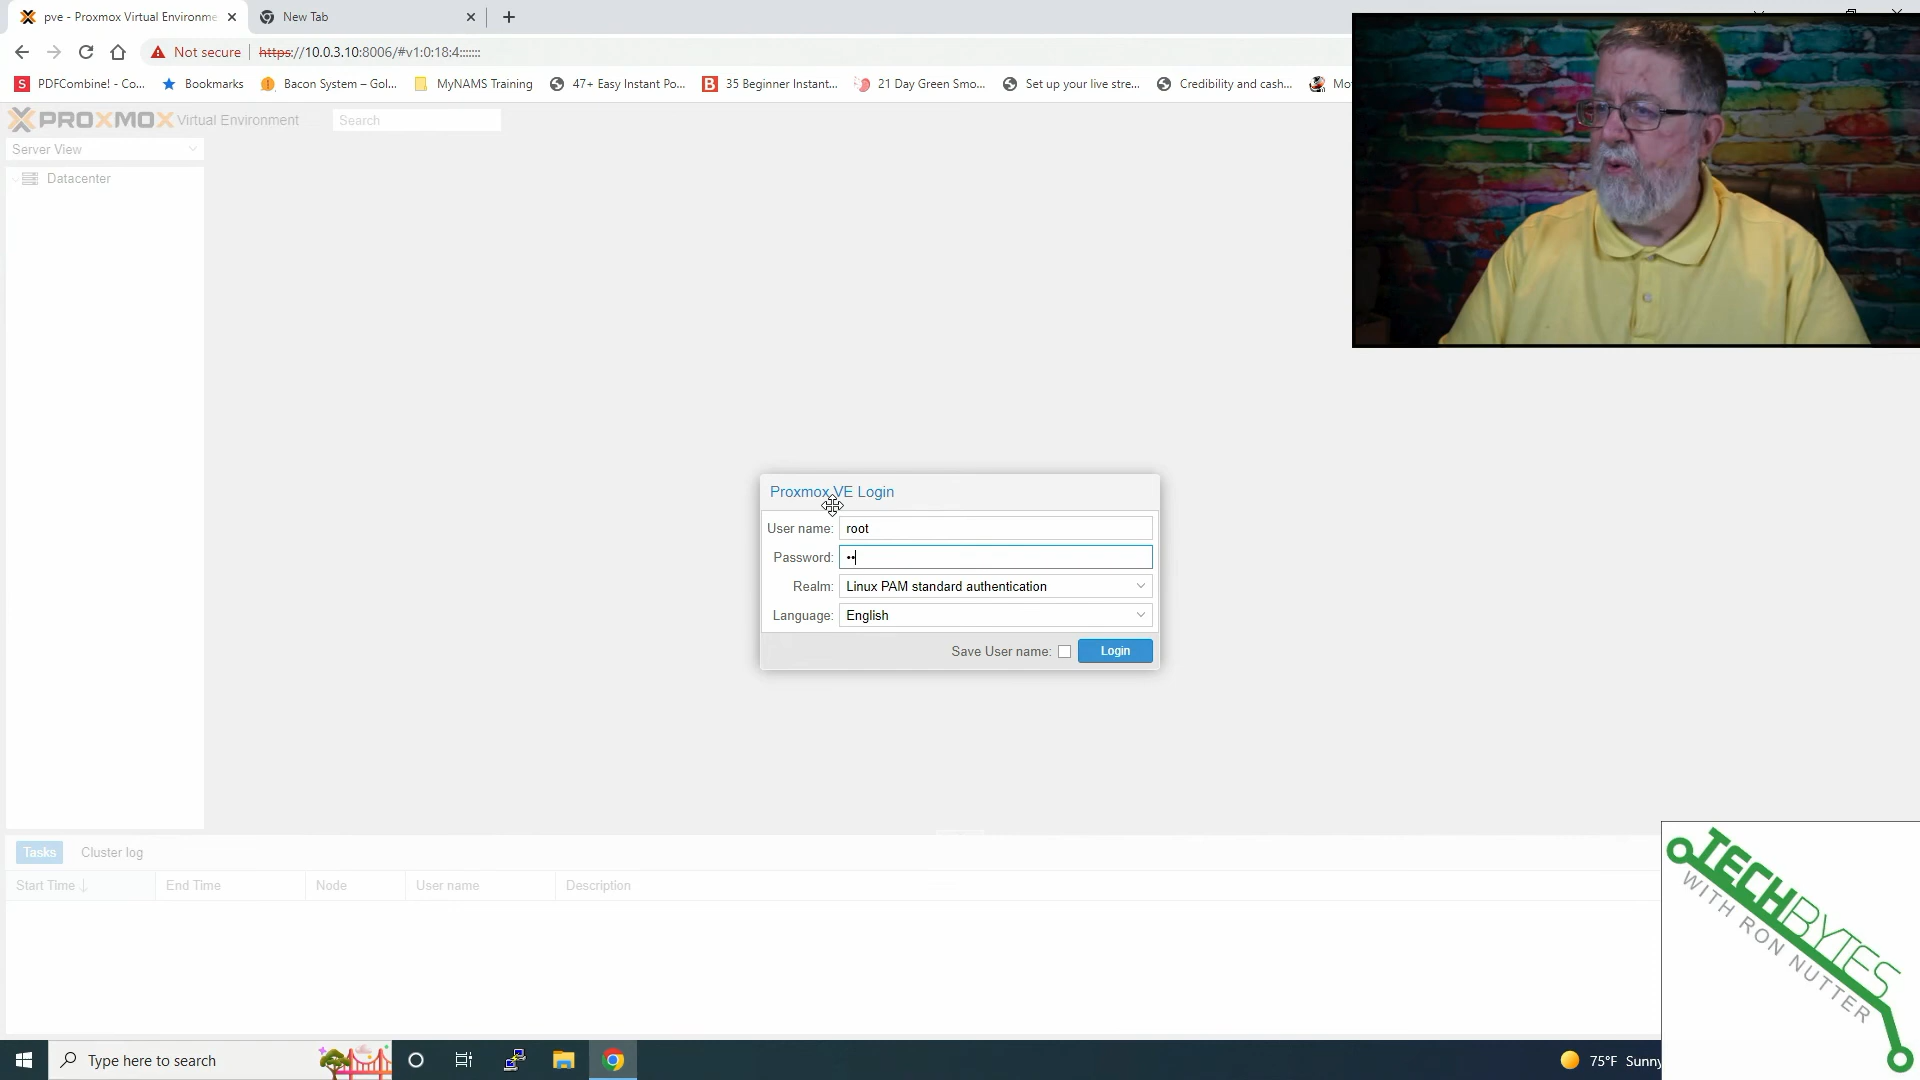 pve - Proxmox Virtual Environme
New Tab
Not secure https://10.0.3.10:8006/#v1:0:18:4:::::::
PDFCombine! - Co... Bookmarks Bacon System – Gol... MyNAMS Training 47+ Easy Instant Po... 35 Beginner Instant... 21 Day Green Smo... Set up your live stre... Credibility and cash... Mo
PROXMOX Virtual Environment Search
Server View
Datacenter
Proxmox VE Login
User name: root
Password: ••
Realm: Linux PAM standard authentication
Language: English
Save User name: Login
Tasks Cluster log
Start Time End Time Node User name Description
TECHBYTES
WITH RON NUTTER
Type here to search
75°F Sunny